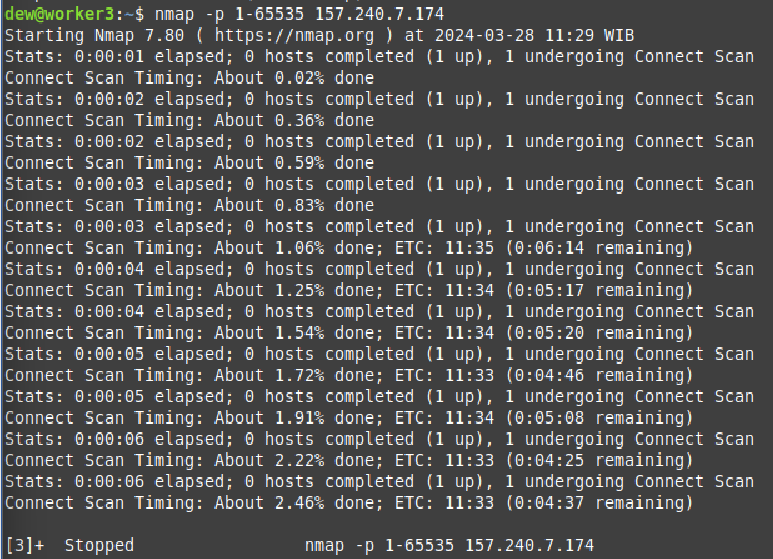 dew@worker3:~$ nmap -p 1-65535 157.240.7.174
Starting Nmap 7.80 ( https://nmap.org ) at 2024-03-28 11:29 WIB
Stats: 0:00:01 elapsed; 0 hosts completed (1 up), 1 undergoing Connect Scan
Connect Scan Timing: About 0.02% done
Stats: 0:00:02 elapsed; 0 hosts completed (1 up), 1 undergoing Connect Scan
Connect Scan Timing: About 0.36% done
Stats: 0:00:02 elapsed; 0 hosts completed (1 up), 1 undergoing Connect Scan
Connect Scan Timing: About 0.59% done
Stats: 0:00:03 elapsed; 0 hosts completed (1 up), 1 undergoing Connect Scan
Connect Scan Timing: About 0.83% done
Stats: 0:00:03 elapsed; 0 hosts completed (1 up), 1 undergoing Connect Scan
Connect Scan Timing: About 1.06% done; ETC: 11:35 (0:06:14 remaining)
Stats: 0:00:04 elapsed; 0 hosts completed (1 up), 1 undergoing Connect Scan
Connect Scan Timing: About 1.25% done; ETC: 11:34 (0:05:17 remaining)
Stats: 0:00:04 elapsed; 0 hosts completed (1 up), 1 undergoing Connect Scan
Connect Scan Timing: About 1.54% done; ETC: 11:34 (0:05:20 remaining)
Stats: 0:00:05 elapsed; 0 hosts completed (1 up), 1 undergoing Connect Scan
Connect Scan Timing: About 1.72% done; ETC: 11:33 (0:04:46 remaining)
Stats: 0:00:05 elapsed; 0 hosts completed (1 up), 1 undergoing Connect Scan
Connect Scan Timing: About 1.91% done; ETC: 11:34 (0:05:08 remaining)
Stats: 0:00:06 elapsed; 0 hosts completed (1 up), 1 undergoing Connect Scan
Connect Scan Timing: About 2.22% done; ETC: 11:33 (0:04:25 remaining)
Stats: 0:00:06 elapsed; 0 hosts completed (1 up), 1 undergoing Connect Scan
Connect Scan Timing: About 2.46% done; ETC: 11:33 (0:04:37 remaining)
[3]+  Stopped                 nmap -p 1-65535 157.240.7.174